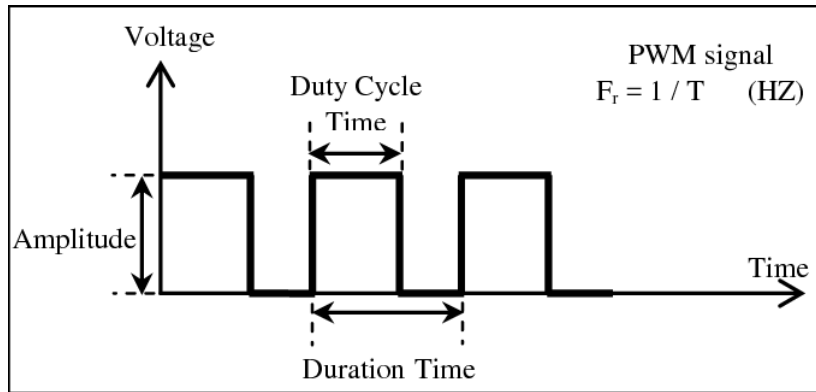 Voltage
PWM signal
Fᵣ = 1 / T (HZ)
Duty Cycle
Time
Amplitude
Time
Duration Time